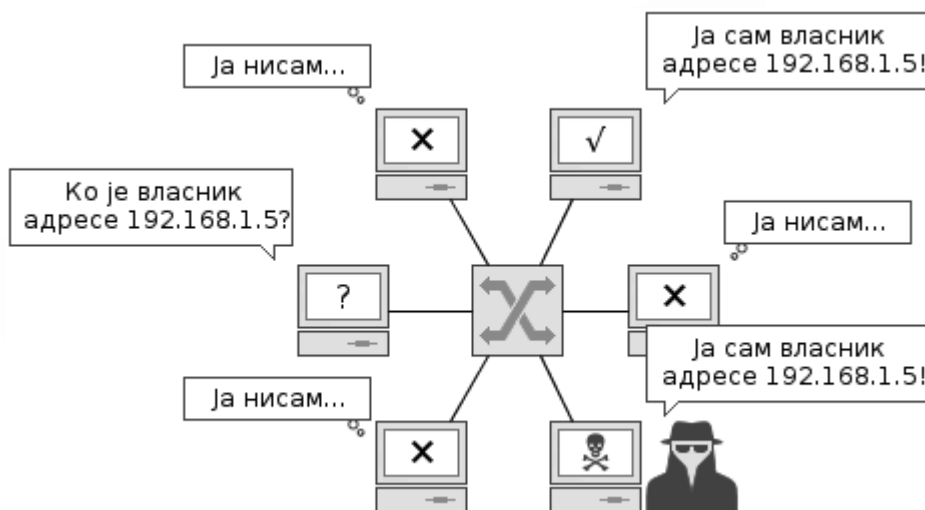 Ја нисам...
Ја сам власник
адресе 192.168.1.5!
Ко је власник
адресе 192.168.1.5?
Ја нисам...
?
Ја сам власник
адресе 192.168.1.5!
Ја нисам...